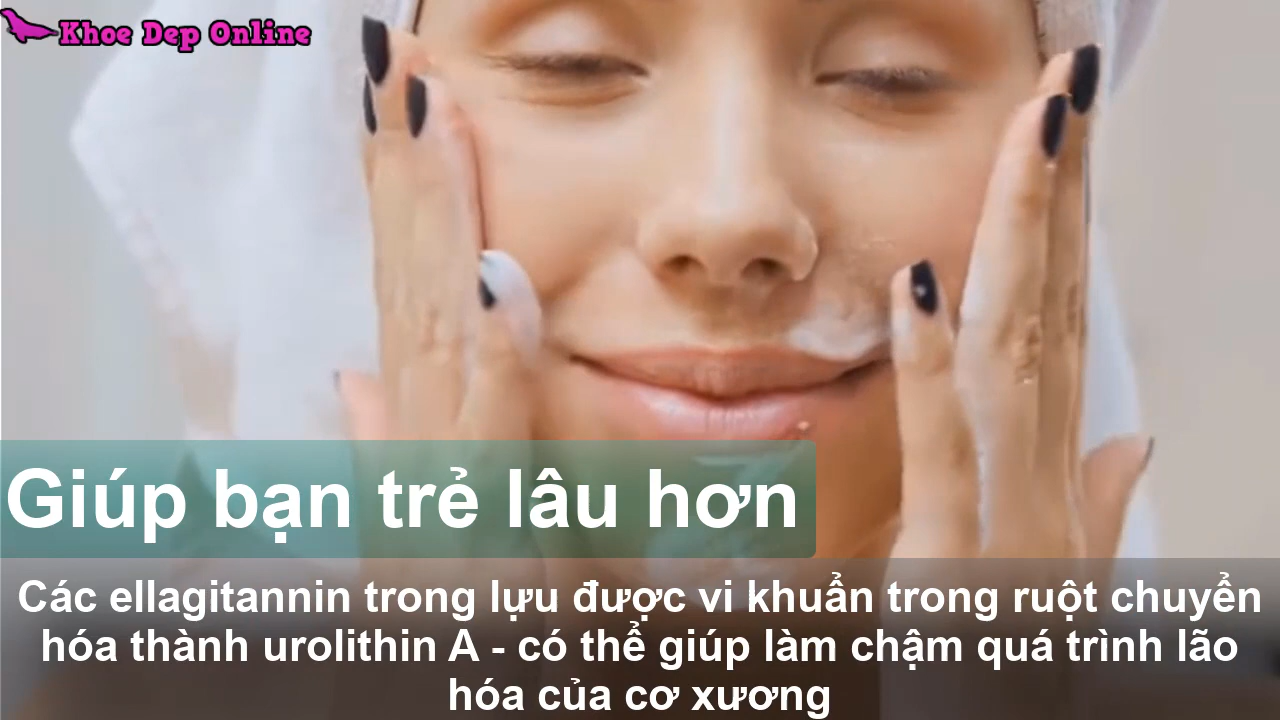 Khoe Dep Online
Giúp bạn trẻ lâu hơn
Các ellagitannin trong lựu được vi khuẩn trong ruột chuyển
hóa thành urolithin A - có thể giúp làm chậm quá trình lão
hóa của cơ xương